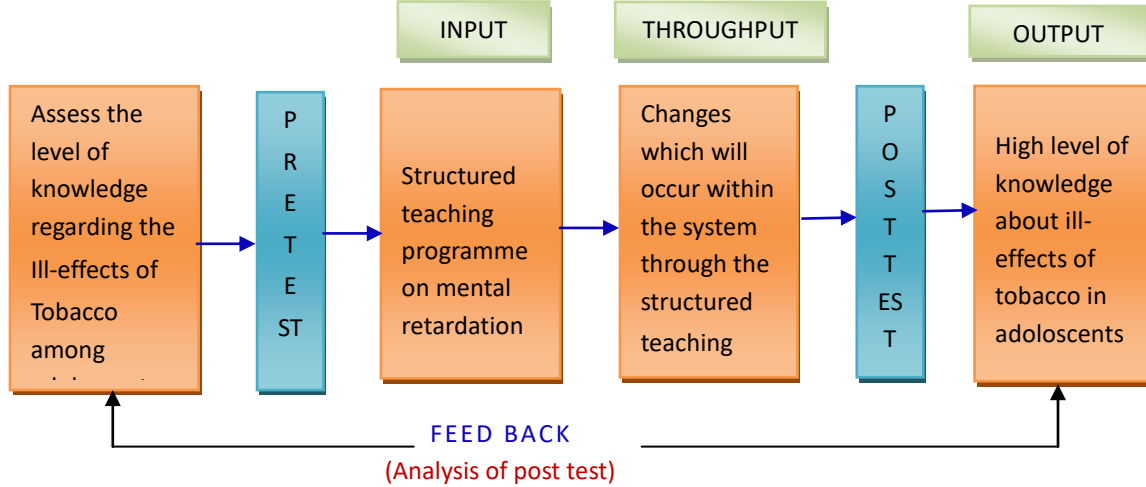 INPUT
THROUGHPUT
OUTPUT
Assess the
level of
knowledge
regarding the
Ill-effects of
Tobacco
among
P
R
E
T
E
ST
Structured
teaching
programme
on mental
retardation
Changes
which will
occur within
the system
through the
structured
teaching
P
O
S
T
T
ES
T
High level of
knowledge
about ill-
effects of
tobacco in
adoloscents
FEED BACK
(Analysis of post test)